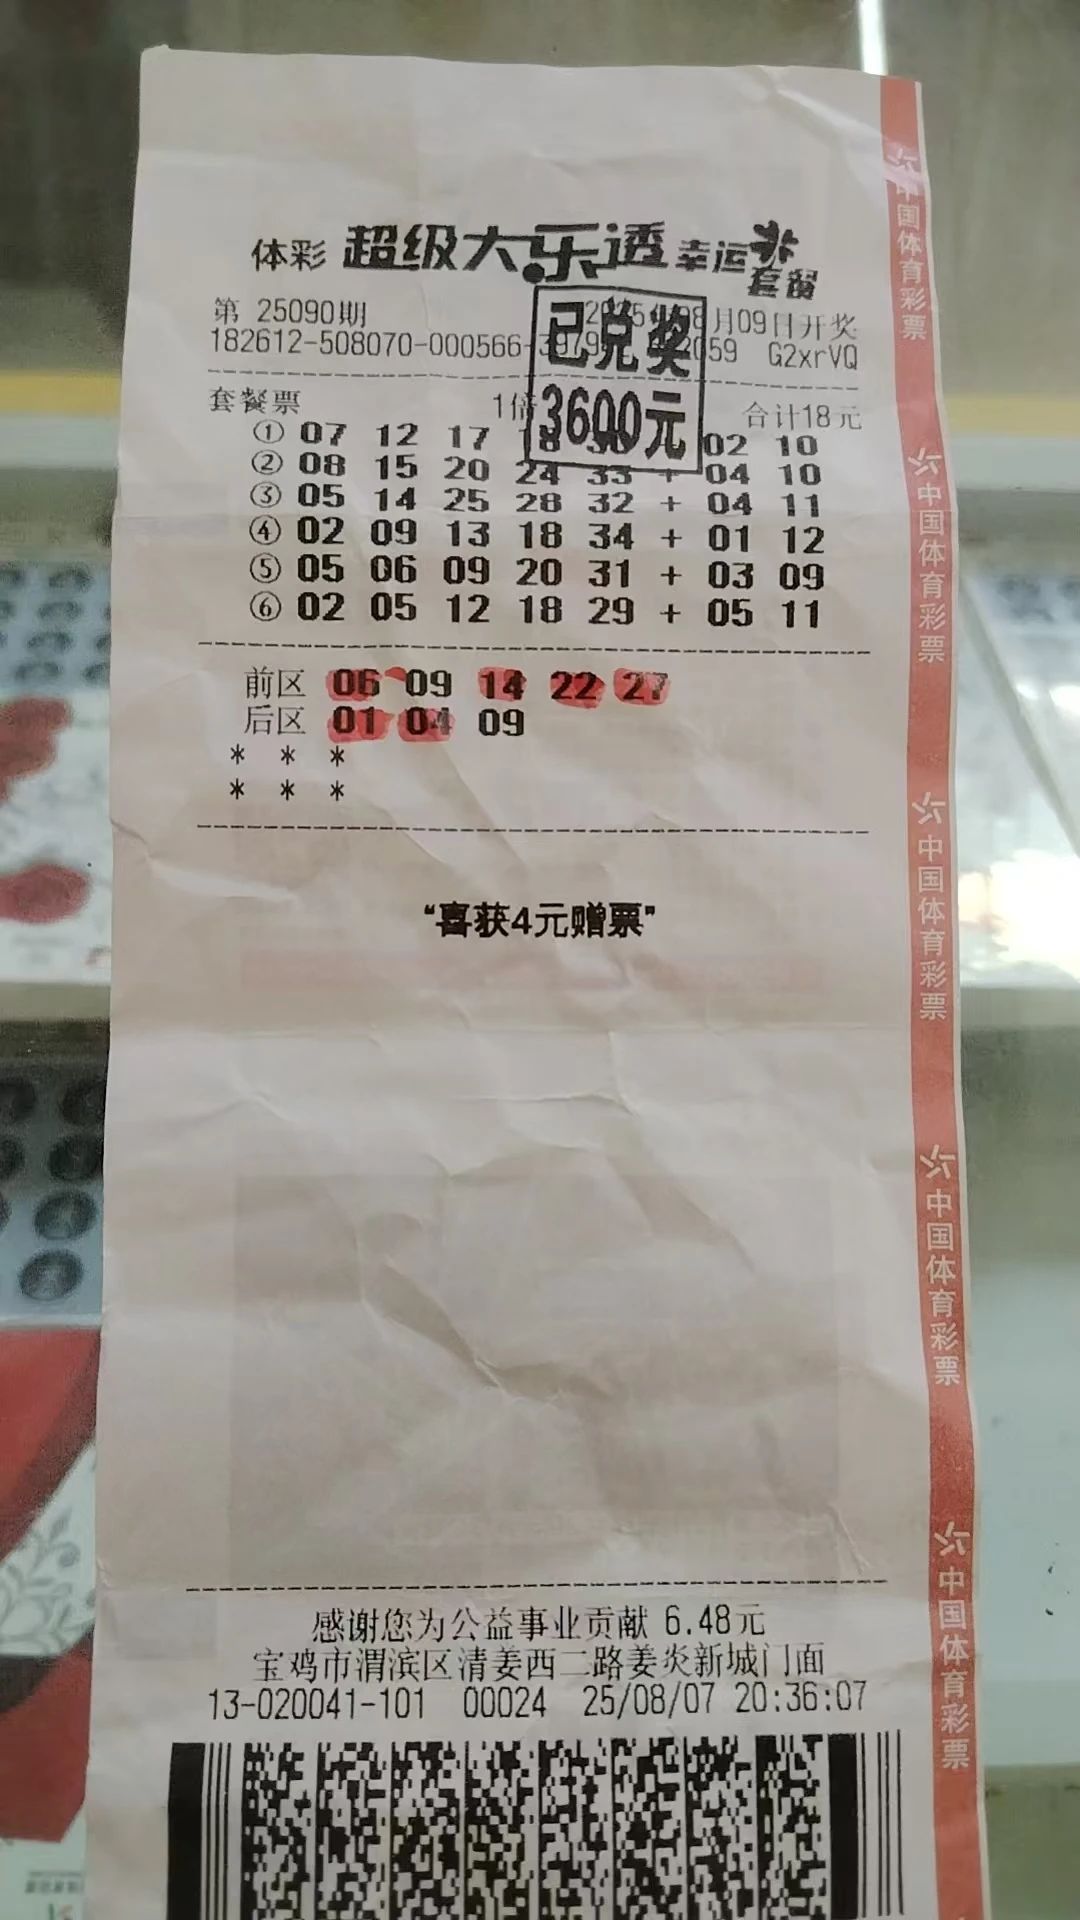 体彩 超级大乐透 幸运 套餐
第 25090期 月09日开奖
182612-508070-000566- 059 G2xrVQ
已兑奖
3600元
套餐票 1倍 合计18元
① 07 12 17 18 02 10
② 08 15 20 24 33 + 04 10
③ 05 14 25 28 32 + 04 11
④ 02 09 13 18 34 + 01 12
⑤ 05 06 09 20 31 + 03 09
⑥ 02 05 12 18 29 + 05 11
前区 06 09 14 22 27
后区 01 04 09
* * *
* * *
“喜获4元赠票”
感谢您为公益事业贡献 6.48元
宝鸡市渭滨区清姜西二路姜炎新城门面
13-020041-101 00024 25/08/07 20:36:07
中国体育彩票
中国体育彩票
中国体育彩票
中国体育彩票
中国体育彩票